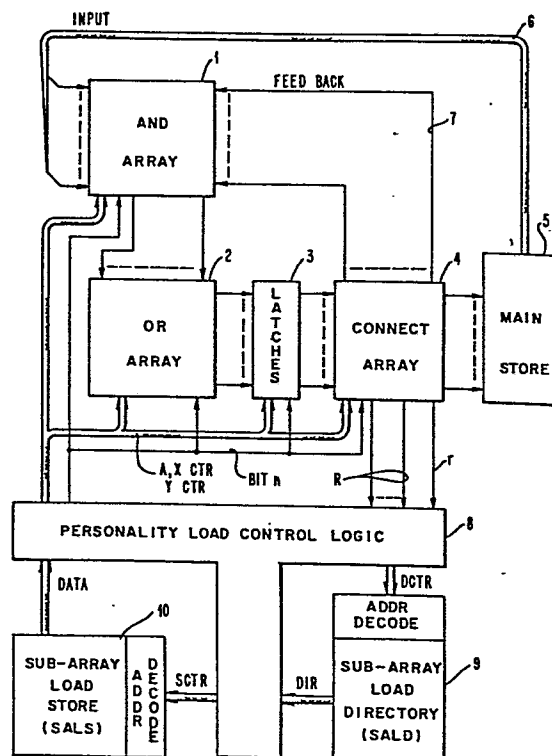 INPUT
6
1
FEED BACK
AND
ARRAY
7
5
2
3
4
OR
ARRAY
LATCHES
CONNECT
ARRAY
MAIN
STORE
A,X CTR
Y CTR
BIT n
R
r
PERSONALITY LOAD CONTROL LOGIC
8
DATA
DCTR
10
ADDR
DECODE
SUB-ARRAY
LOAD
STORE
(SALS)
ADDR
DECODE
SCTR
DIR
SUB-ARRAY
LOAD
DIRECTORY
(SALD)
9